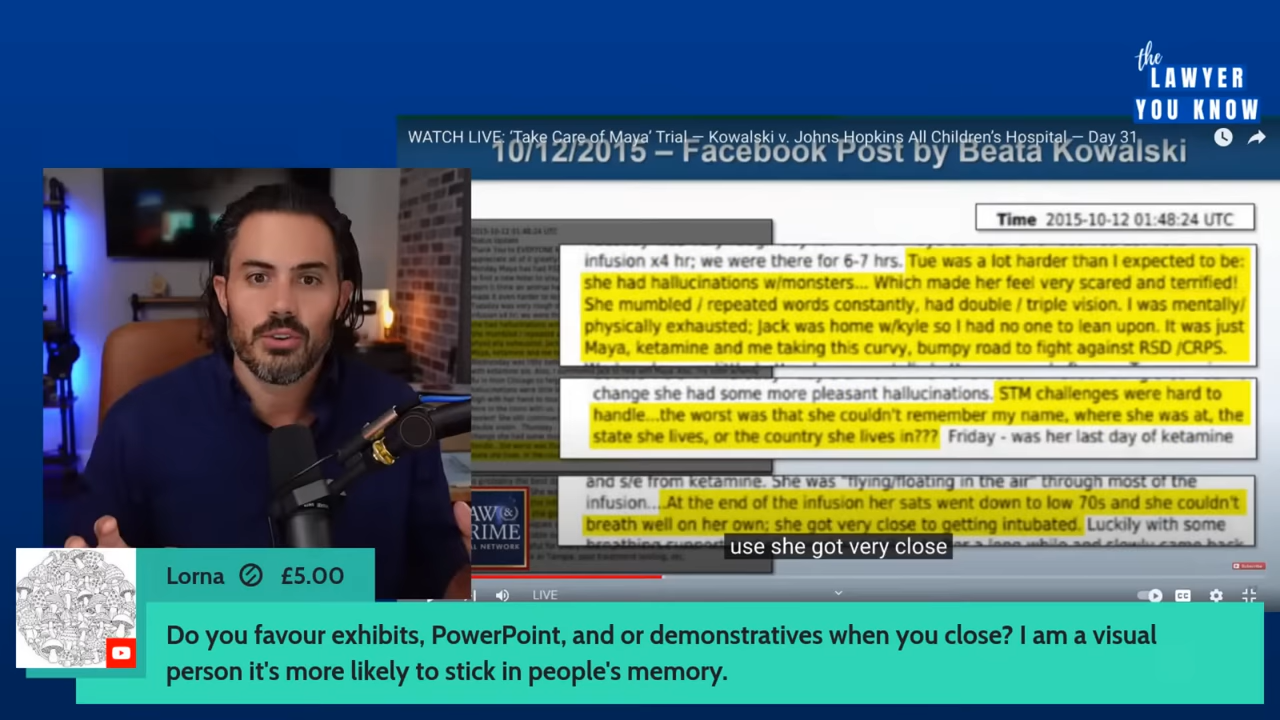 the
LAWYER
YOU KNOW
WATCH LIVE: ‘Take Care of Maya’ Trial — Kowalski v. Johns Hopkins All Children’s Hospital — Day 31
10/12/2015 – Facebook Post by Beata Kowalski
Time 2015-10-12 01:48:24 UTC
infusion x4 hr; we were there for 6-7 hrs. Tue was a lot harder than I expected to be:
she had hallucinations w/monsters... Which made her feel very scared and terrified!
She mumbled / repeated words constantly, had double / triple vision. I was mentally/
physically exhausted; Jack was home w/kyle so I had no one to lean upon. It was just
Maya, ketamine and me taking this curvy, bumpy road to fight against RSD /CRPS.
change she had some more pleasant hallucinations. STM challenges were hard to
handle...the worst was that she couldn't remember my name, where she was at, the
state she lives, or the country she lives in??? Friday - was her last day of ketamine
and s/e from ketamine. She was "flying/floating in the air" through most of the
infusion....At the end of the infusion her sats went down to low 70s and she couldn't
breath well on her own; she got very close to getting intubated. Luckily with some
use she got very close
LIVE
CC
Lorna £5.00
Do you favour exhibits, PowerPoint, and or demonstratives when you close? I am a visual
person it's more likely to stick in people's memory.